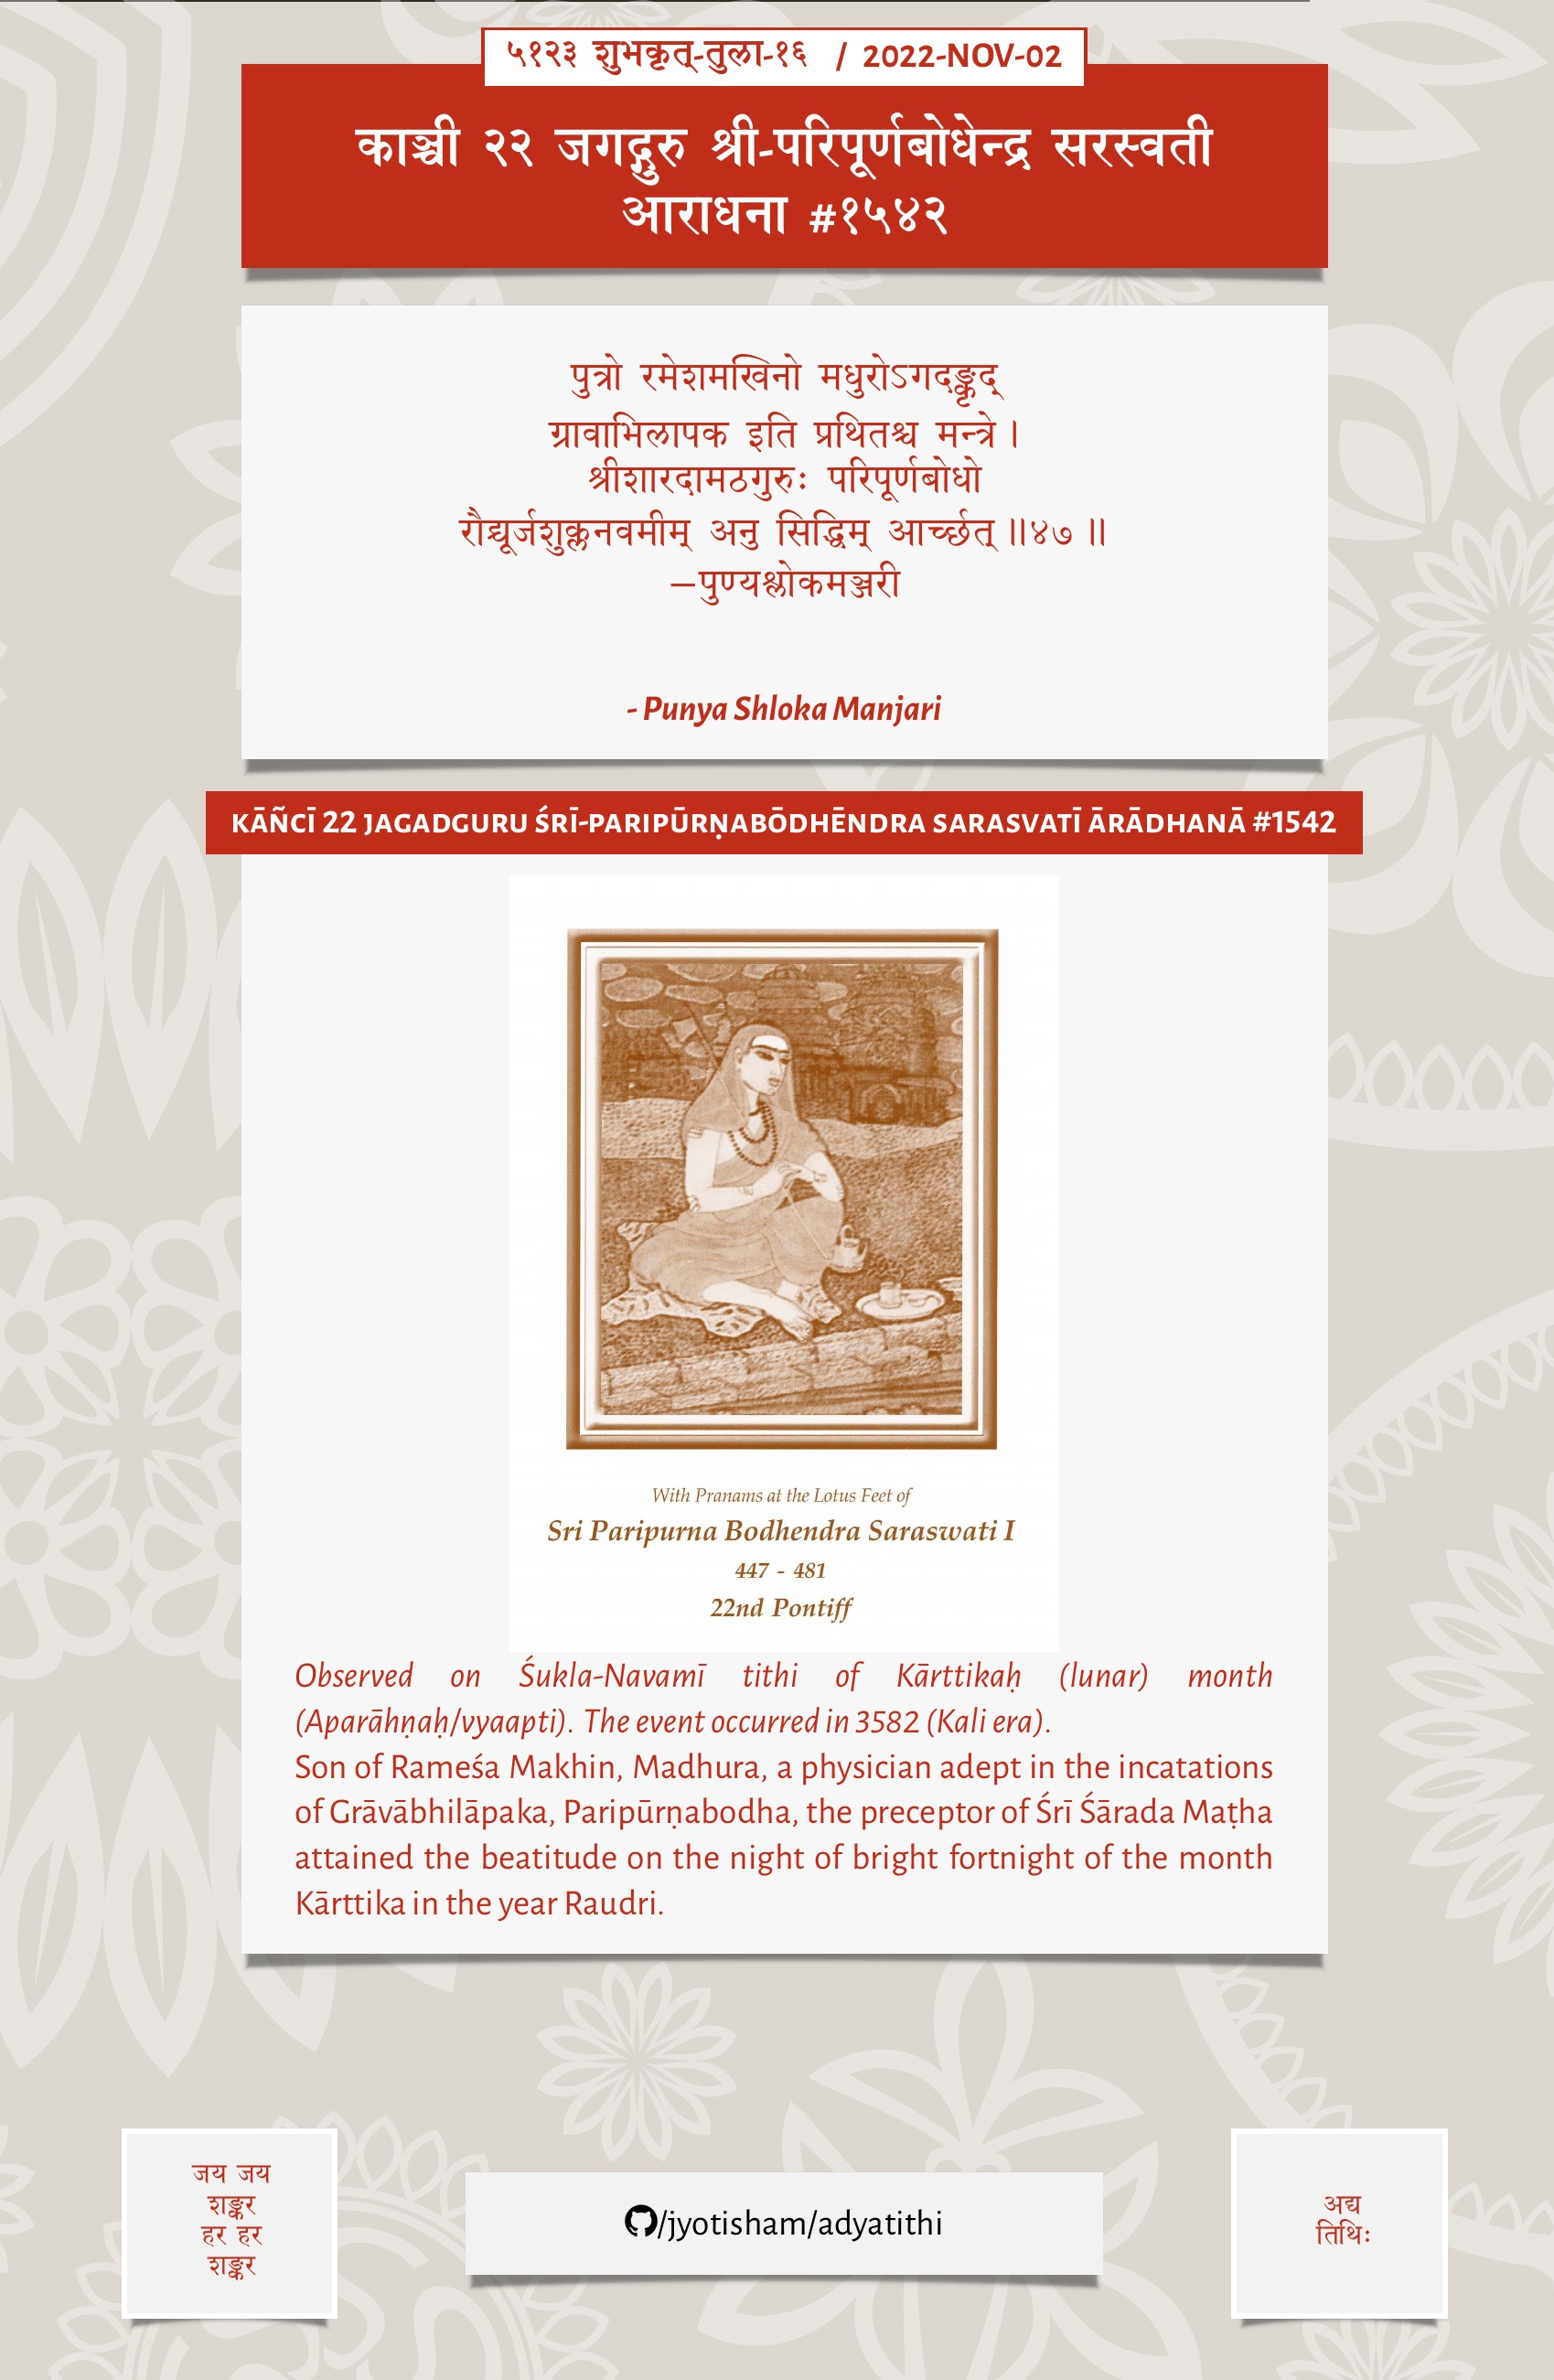 ५१२३ शुभकृत्-तुला-१६ / 2022-NOV-02
काञ्ची २२ जगद्गुरु श्री-परिपूर्णबोधेन्द्र सरस्वती
आराधना #१५४२
पुत्रो रमेशमखिनो मधुरोऽगदङ्कृद्
ग्रावाभिलापक इति प्रथितश्च मन्त्रे।
श्रीशारदामठगुरुः परिपूर्णबोधो
रौद्र्यूर्जशुक्लनवमीम् अनु सिद्धिम् आर्च्छत्॥४७॥
—पुण्यश्लोकमञ्जरी
- Punya Shloka Manjari
KĀÑCĪ 22 JAGADGURU ŚRĪ-PARIPŪRṆABŌDHĒNDRA SARASVATĪ ĀRĀDHANĀ #1542
With Pranams at the Lotus Feet of
Sri Paripurna Bodhendra Saraswati I
447 - 481
22nd Pontiff
Observed on Śukla-Navamī tithi of Kārttikaḥ (lunar) month
(Aparāhṇaḥ/vyaapti). The event occurred in 3582 (Kali era).
Son of Rameśa Makhin, Madhura, a physician adept in the incatations
of Grāvābhilāpaka, Paripūrṇabodha, the preceptor of Śrī Śārada Maṭha
attained the beatitude on the night of bright fortnight of the month
Kārttika in the year Raudri.
जय जय
शङ्कर
हर हर
शङ्कर
/jyotisham/adyatithi
अद्य
तिथिः